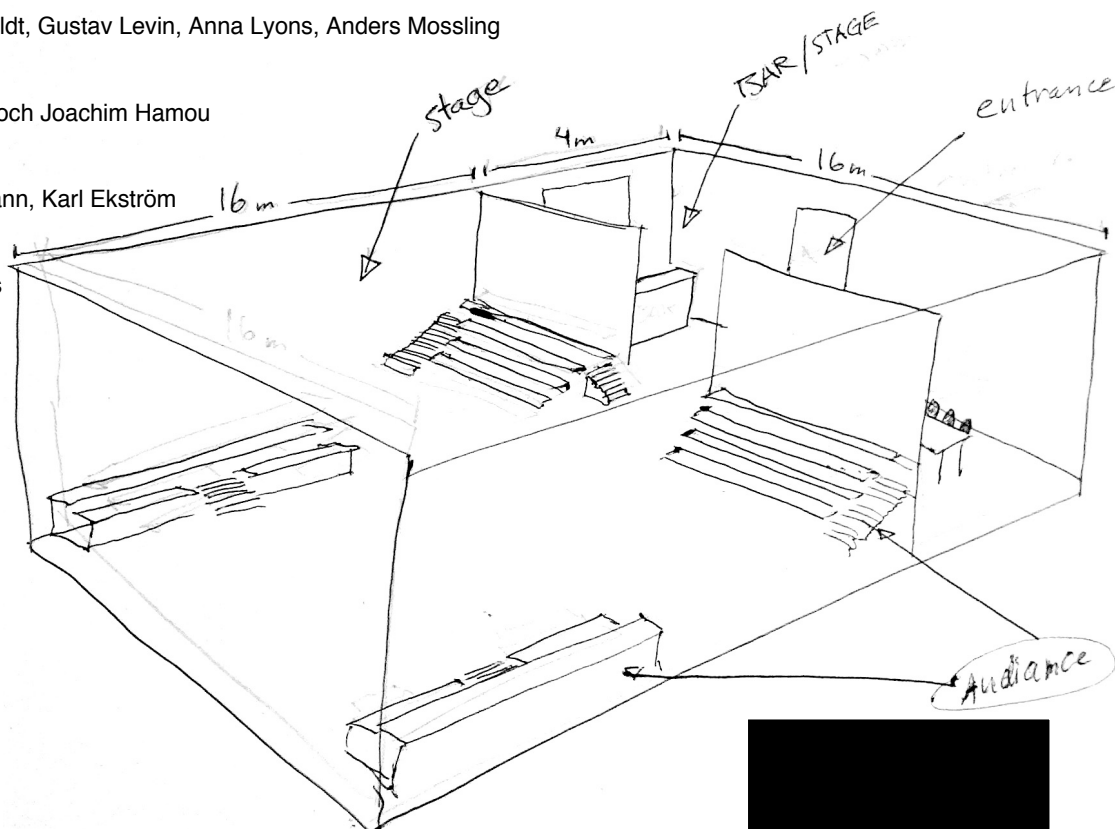 ldt, Gustav Levin, Anna Lyons, Anders Mossling
och Joachim Hamou
ann, Karl Ekström
s
stage
BAR/STAGE
entrance
16 m
4m
16m
16 m
Audiance